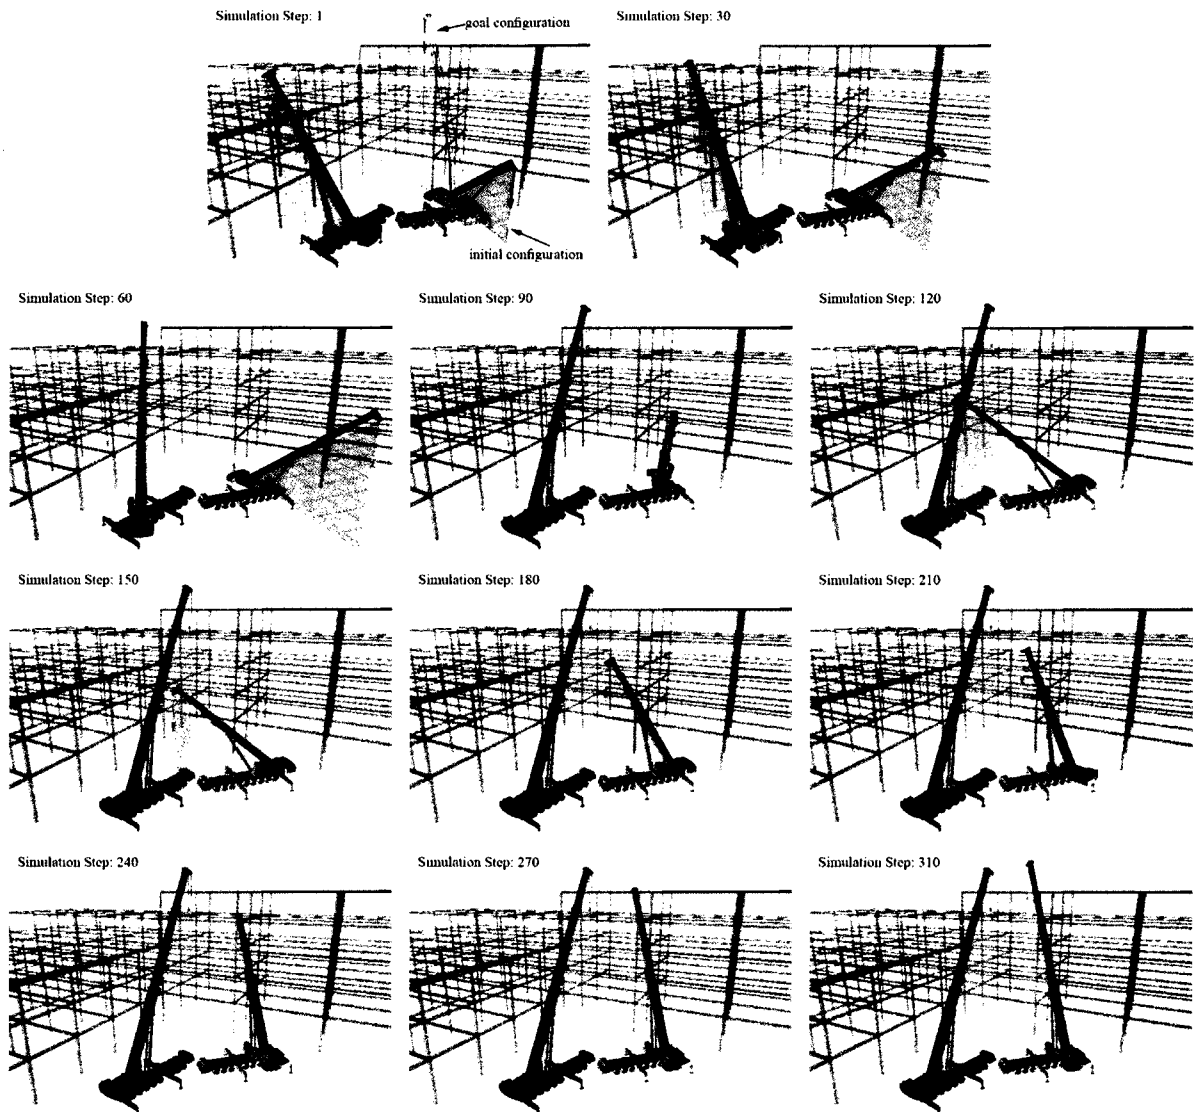 Simulation Step: 1
goal configuration
initial configuration
Simulation Step: 30
Simulation Step: 60
Simulation Step: 90
Simulation Step: 120
Simulation Step: 150
Simulation Step: 180
Simulation Step: 210
Simulation Step: 240
Simulation Step: 270
Simulation Step: 310